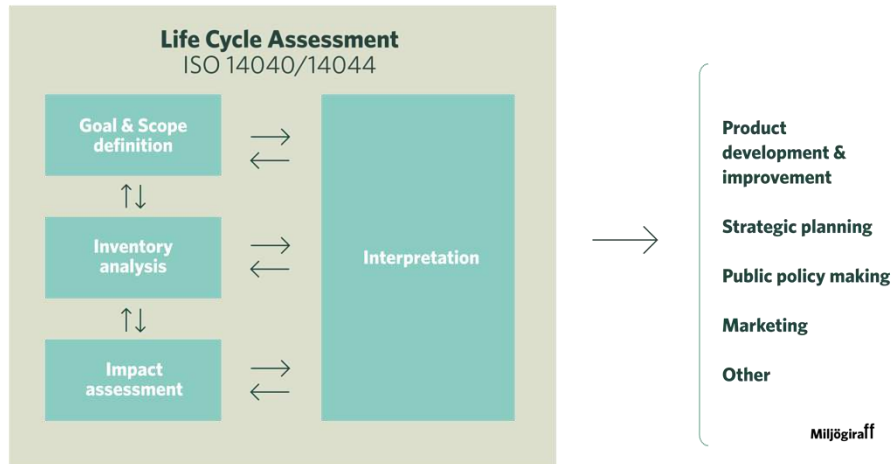 Life Cycle Assessment
ISO 14040/14044
Goal & Scope
definition
Inventory
analysis
Impact
assessment
Interpretation
Product
development &
improvement
Strategic planning
Public policy making
Marketing
Other
Miljögiraff